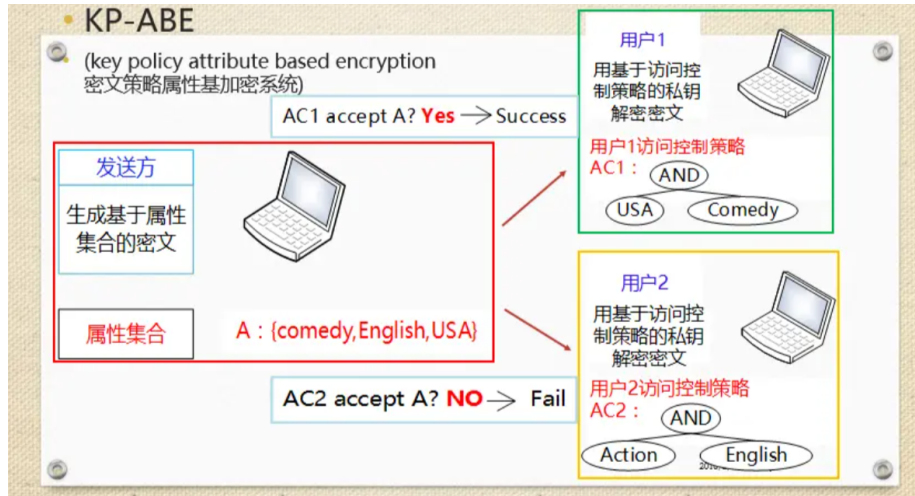 KP-ABE
(key policy attribute based encryption
密文策略属性基加密系统)
AC1 accept A? Yes → Success
发送方
生成基于属性
集合的密文
属性集合
A：{comedy,English,USA}
AC2 accept A? NO → Fail
用户1
用基于访问控
制策略的私钥
解密密文
用户1访问控制策略
AC1：
AND
USA
Comedy
用户2
用基于访问控
制策略的私钥
解密密文
用户2访问控制策略
AC2：
AND
Action
English